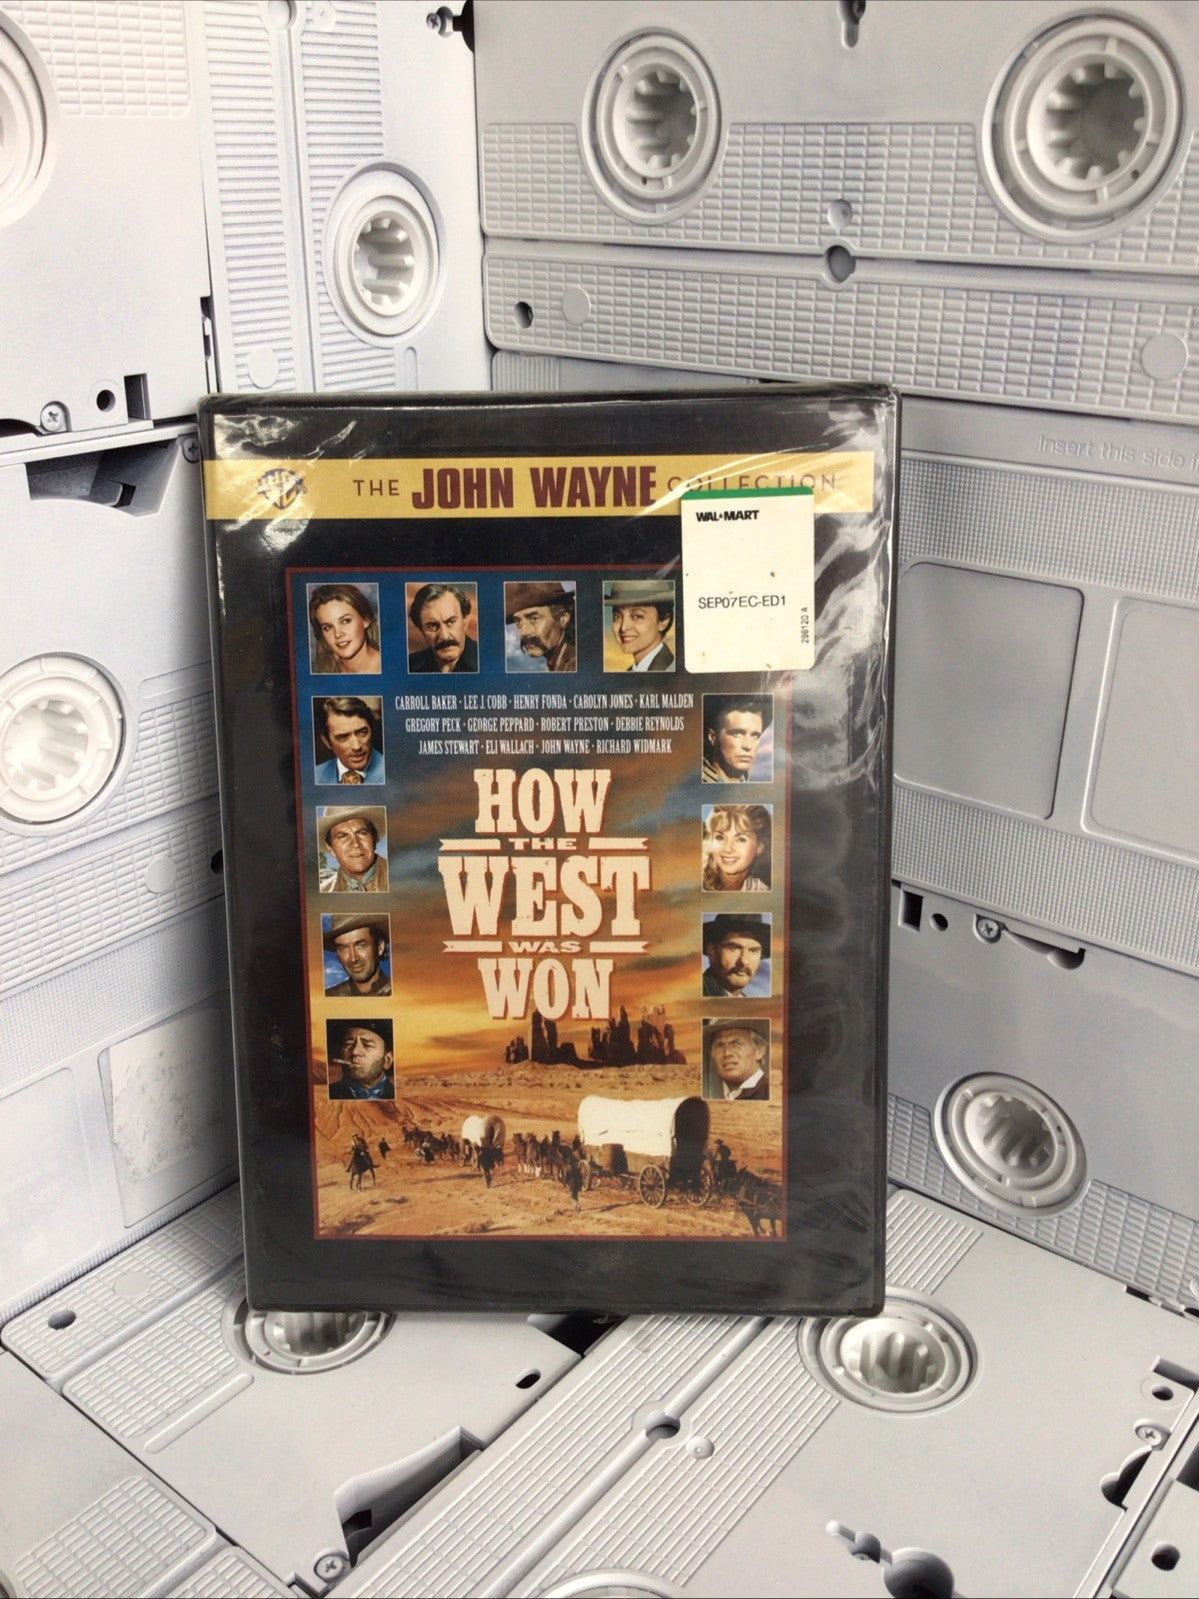 Insert this side i
WB
THE JOHN WAYNE COLLECTION
WAL★MART
SEP07EC-ED1
298120 A
CARROLL BAKER · LEE J. COBB · HENRY FONDA · CAROLYN JONES · KARL MALDEN
GREGORY PECK · GEORGE PEPPARD · ROBERT PRESTON · DEBBIE REYNOLDS
JAMES STEWART · ELI WALLACH · JOHN WAYNE · RICHARD WIDMARK
HOW
THE
WEST
WAS
WON